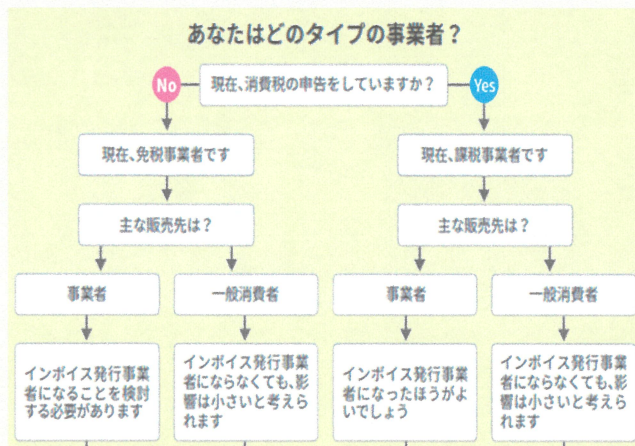 あなたはどのタイプの事業者？
No
現在、消費税の申告をしていますか？
Yes
現在、免税事業者です
現在、課税事業者です
主な販売先は？
主な販売先は？
事業者
一般消費者
事業者
一般消費者
インボイス発行事業
者になることを検討
する必要があります
インボイス発行事業
者にならなくても、影
響は小さいと考えら
れます
インボイス発行事業
者になったほうがよ
いでしょう
インボイス発行事業
者にならなくても、影
響は小さいと考えら
れます